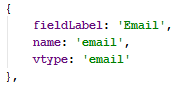 {
    fieldLabel: 'Email',
    name: 'email',
    vtype: 'email'
},